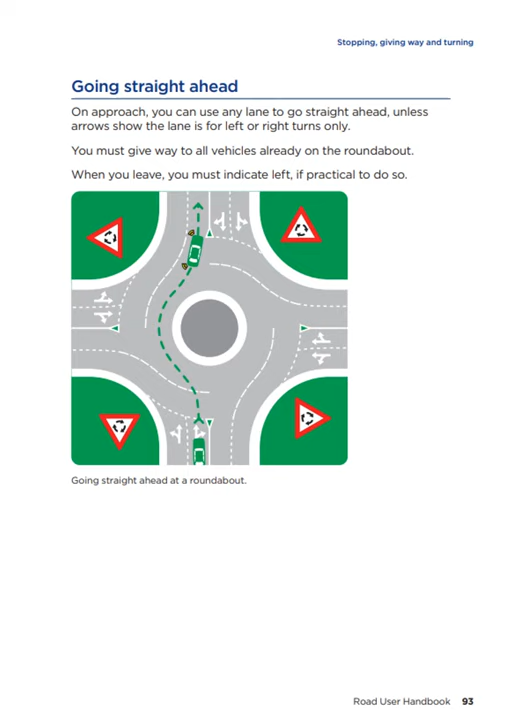 Stopping, giving way and turning
Going straight ahead
On approach, you can use any lane to go straight ahead, unless
arrows show the lane is for left or right turns only.
You must give way to all vehicles already on the roundabout.
When you leave, you must indicate left, if practical to do so.
Going straight ahead at a roundabout.
Road User Handbook 93